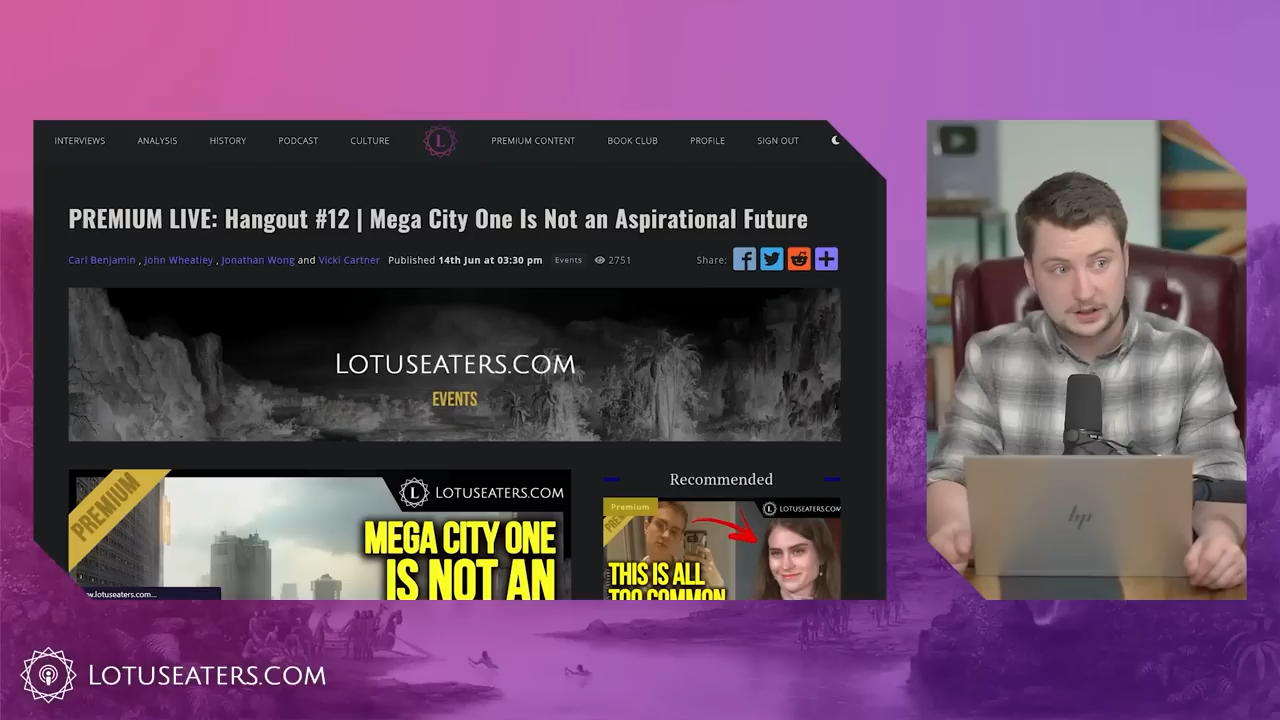 INTERVIEWS ANALYSIS HISTORY PODCAST CULTURE L PREMIUM CONTENT BOOK CLUB PROFILE SIGN OUT
PREMIUM LIVE: Hangout #12 | Mega City One Is Not an Aspirational Future
Carl Benjamin , John Wheatley , Jonathan Wong and Vicki Cartner Published 14th Jun at 03:30 pm Events 2751 Share:
LOTUSEATERS.COM
EVENTS
PREMIUM
L LOTUSEATERS.COM
MEGA CITY ONE
IS NOT AN
Recommended
Premium
L LOTUSEATERS.COM
THIS IS ALL
TOO COMMON
w.lotuseaters.com...
hp
LOTUSEATERS.COM